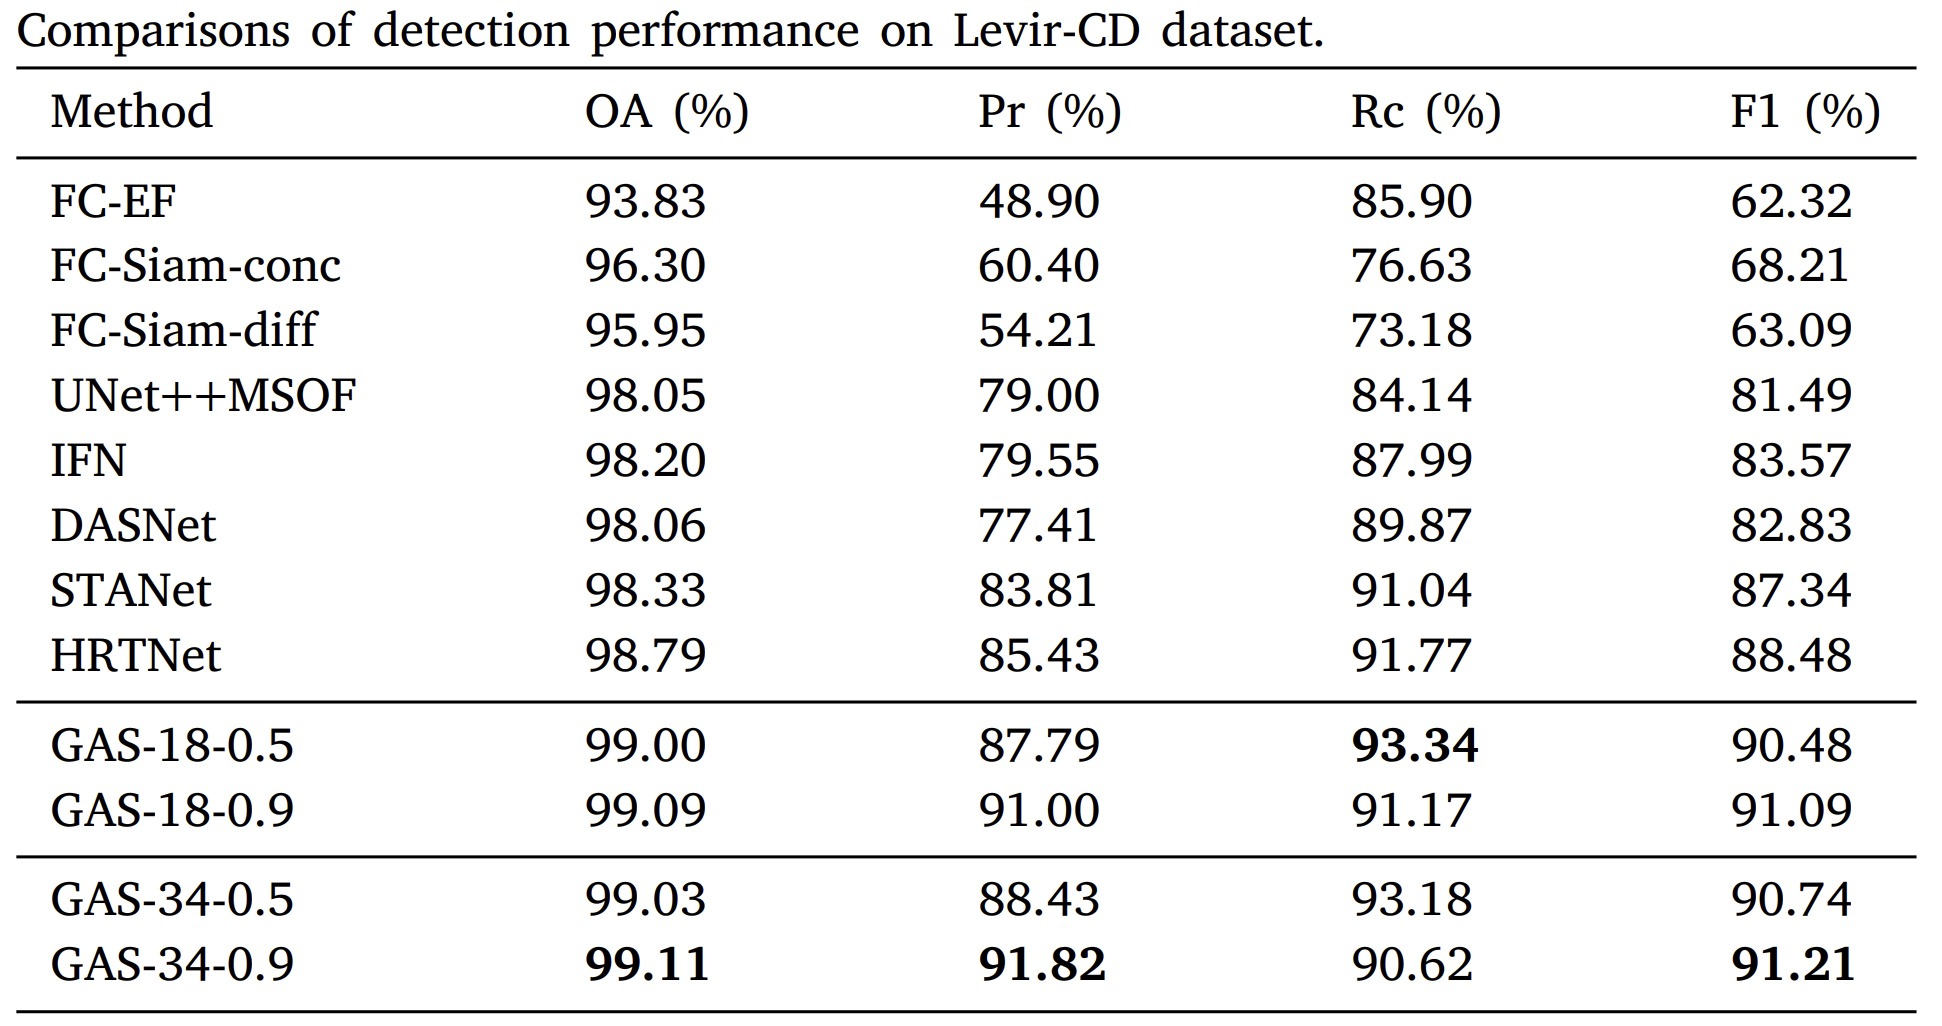 Comparisons of detection performance on Levir-CD dataset.
Method OA (%) Pr (%) Rc (%) F1 (%)
FC-EF 93.83 48.90 85.90 62.32
FC-Siam-conc 96.30 60.40 76.63 68.21
FC-Siam-diff 95.95 54.21 73.18 63.09
UNet++MSOF 98.05 79.00 84.14 81.49
IFN 98.20 79.55 87.99 83.57
DASNet 98.06 77.41 89.87 82.83
STANet 98.33 83.81 91.04 87.34
HRTNet 98.79 85.43 91.77 88.48
GAS-18-0.5 99.00 87.79 93.34 90.48
GAS-18-0.9 99.09 91.00 91.17 91.09
GAS-34-0.5 99.03 88.43 93.18 90.74
GAS-34-0.9 99.11 91.82 90.62 91.21